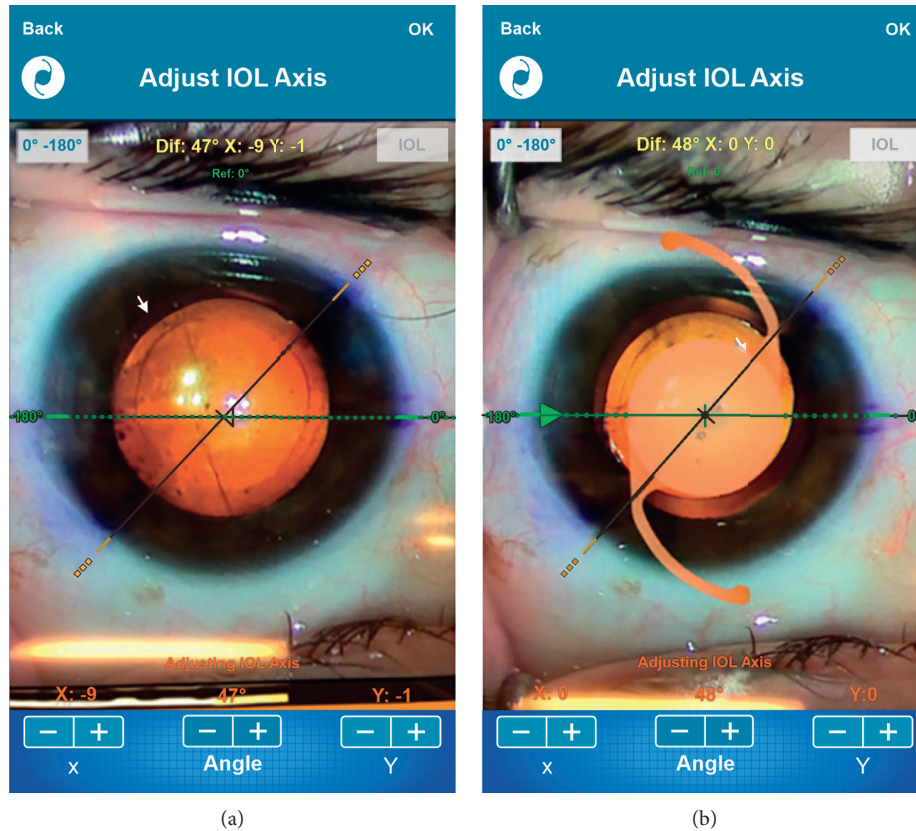 Back OK
Adjust IOL Axis
0° -180° Dif: 47° X: -9 Y: -1 IOL
Ref: 0°
180° 0°
Adjusting IOL Axis
X: -9 47° Y: -1
− + − + − +
x Angle Y
(a)
Back OK
Adjust IOL Axis
0° -180° Dif: 48° X: 0 Y: 0 IOL
Ref: 0
180° 0
Adjusting IOL Axis
X: 0 48° Y:0
− + − + − +
x Angle Y
(b)